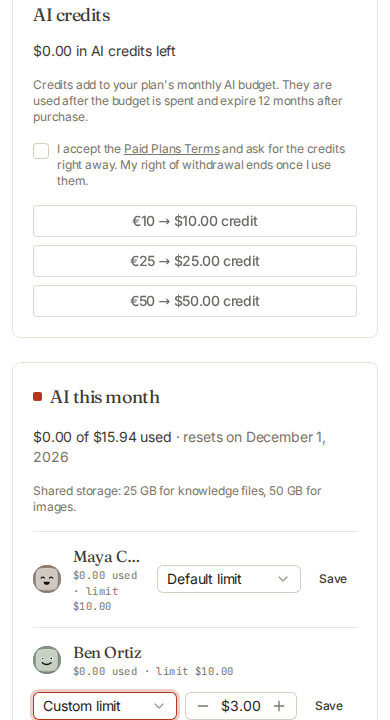 AI credits
$0.00 in AI credits left
Credits add to your plan's monthly AI budget. They are
used after the budget is spent and expire 12 months after
purchase.
I accept the Paid Plans Terms and ask for the credits
right away. My right of withdrawal ends once I use
them.
€10 → $10.00 credit
€25 → $25.00 credit
€50 → $50.00 credit
AI this month
$0.00 of $15.94 used · resets on December 1,
2026
Shared storage: 25 GB for knowledge files, 50 GB for
images.
Maya C...
$0.00 used
· limit
$10.00
Default limit
Save
Ben Ortiz
$0.00 used · limit $10.00
Custom limit
− $3.00 +
Save